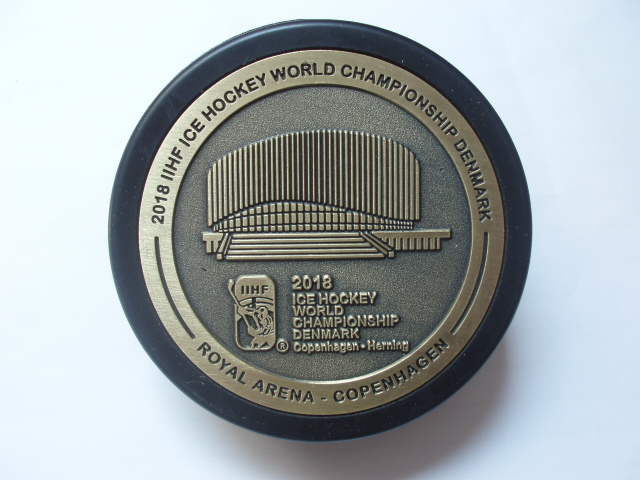 2018 IIHF ICE HOCKEY WORLD CHAMPIONSHIP DENMARK
IIHF
®
2018
ICE HOCKEY
WORLD
CHAMPIONSHIP
DENMARK
Copenhagen • Herning
ROYAL ARENA - COPENHAGEN